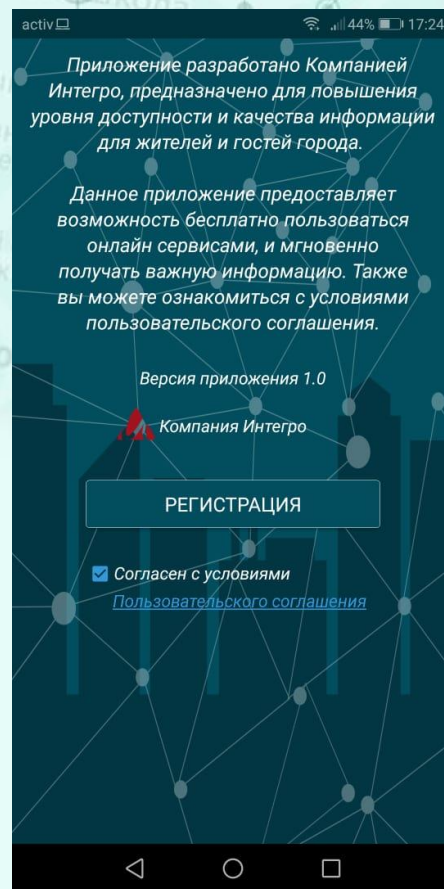 activ 44% 17:24
Приложение разработано Компанией
Интегро, предназначено для повышения
уровня доступности и качества информации
для жителей и гостей города.
Данное приложение предоставляет
возможность бесплатно пользоваться
онлайн сервисами, и мгновенно
получать важную информацию. Также
вы можете ознакомиться с условиями
пользовательского соглашения.
Версия приложения 1.0
Компания Интегро
РЕГИСТРАЦИЯ
Согласен с условиями
Пользовательского соглашения